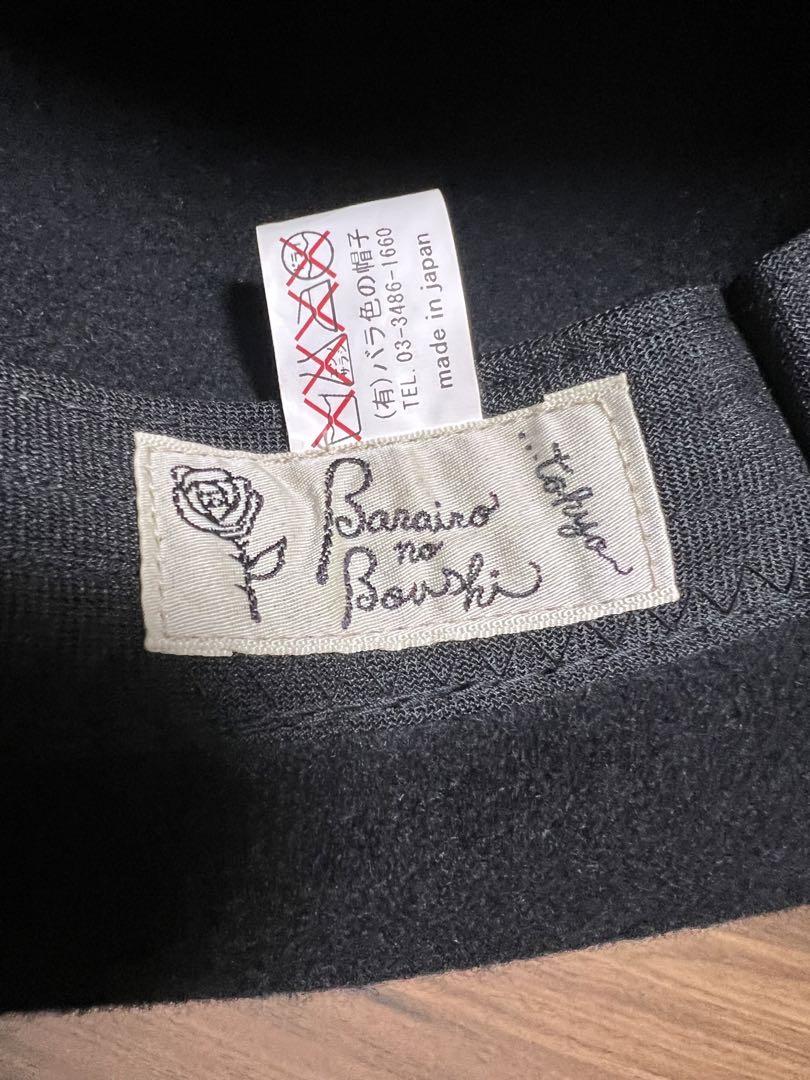 (有)バラ色の帽子
TEL. 03-3486-1660
made in japan
Barairo
no
Boushi
...tokyo